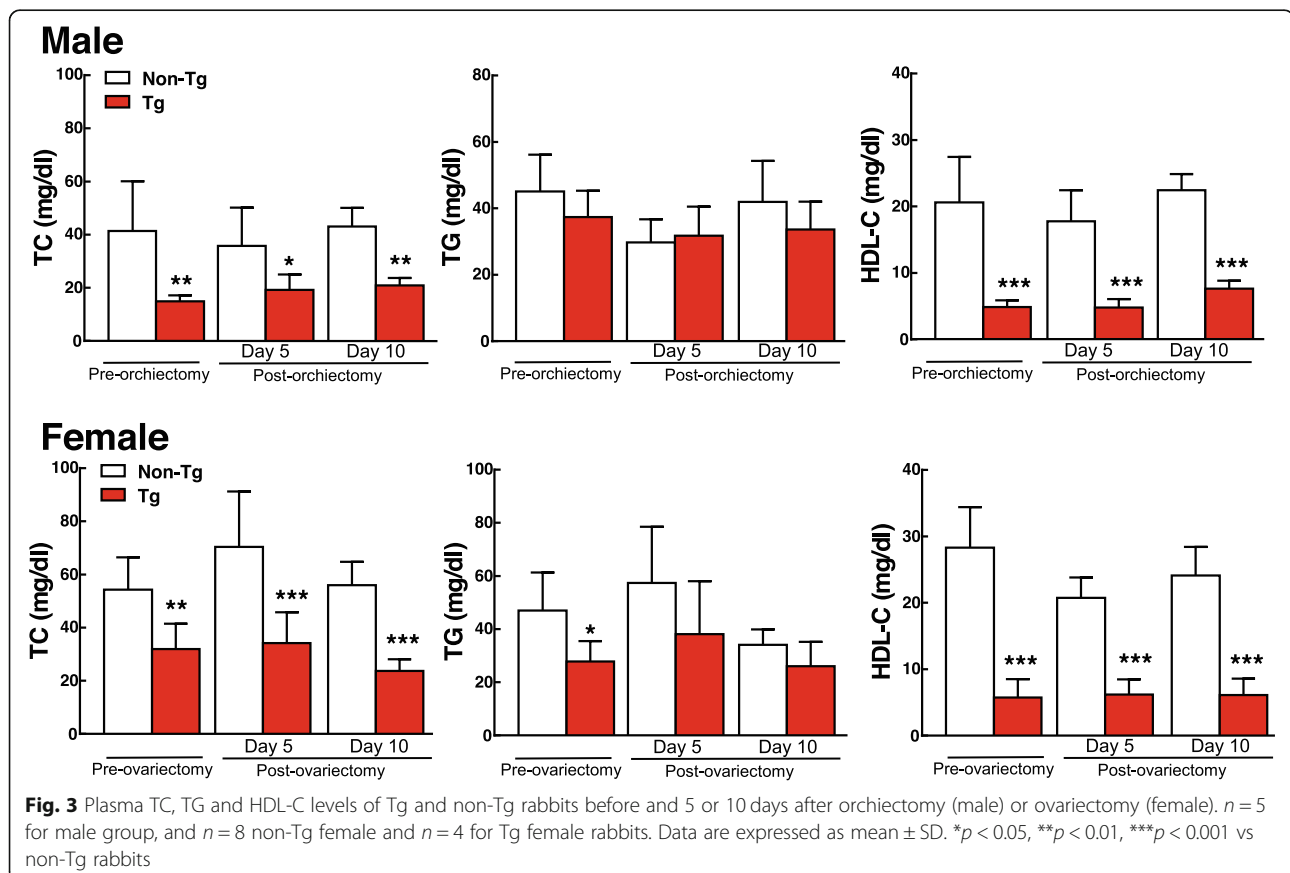 Male
Non-Tg
Tg
100
80
60
40
20
0
TC (mg/dl)
**
*
**
Day 5
Day 10
Pre-orchiectomy
Post-orchiectomy
80
60
40
20
0
TG (mg/dl)
Day 5
Day 10
Pre-orchiectomy
Post-orchiectomy
40
30
20
10
0
HDL-C (mg/dl)
***
***
***
Day 5
Day 10
Pre-orchiectomy
Post-orchiectomy
Female
Non-Tg
Tg
100
80
60
40
20
0
TC (mg/dl)
**
***
***
Day 5
Day 10
Pre-ovariectomy
Post-ovariectomy
100
80
60
40
20
0
TG (mg/dl)
*
Day 5
Day 10
Pre-ovariectomy
Post-ovariectomy
40
30
20
10
0
HDL-C (mg/dl)
***
***
***
Day 5
Day 10
Pre-ovariectomy
Post-ovariectomy
Fig. 3 Plasma TC, TG and HDL-C levels of Tg and non-Tg rabbits before and 5 or 10 days after orchiectomy (male) or ovariectomy (female). n = 5
for male group, and n = 8 non-Tg female and n = 4 for Tg female rabbits. Data are expressed as mean ± SD. *p < 0.05, **p < 0.01, ***p < 0.001 vs
non-Tg rabbits